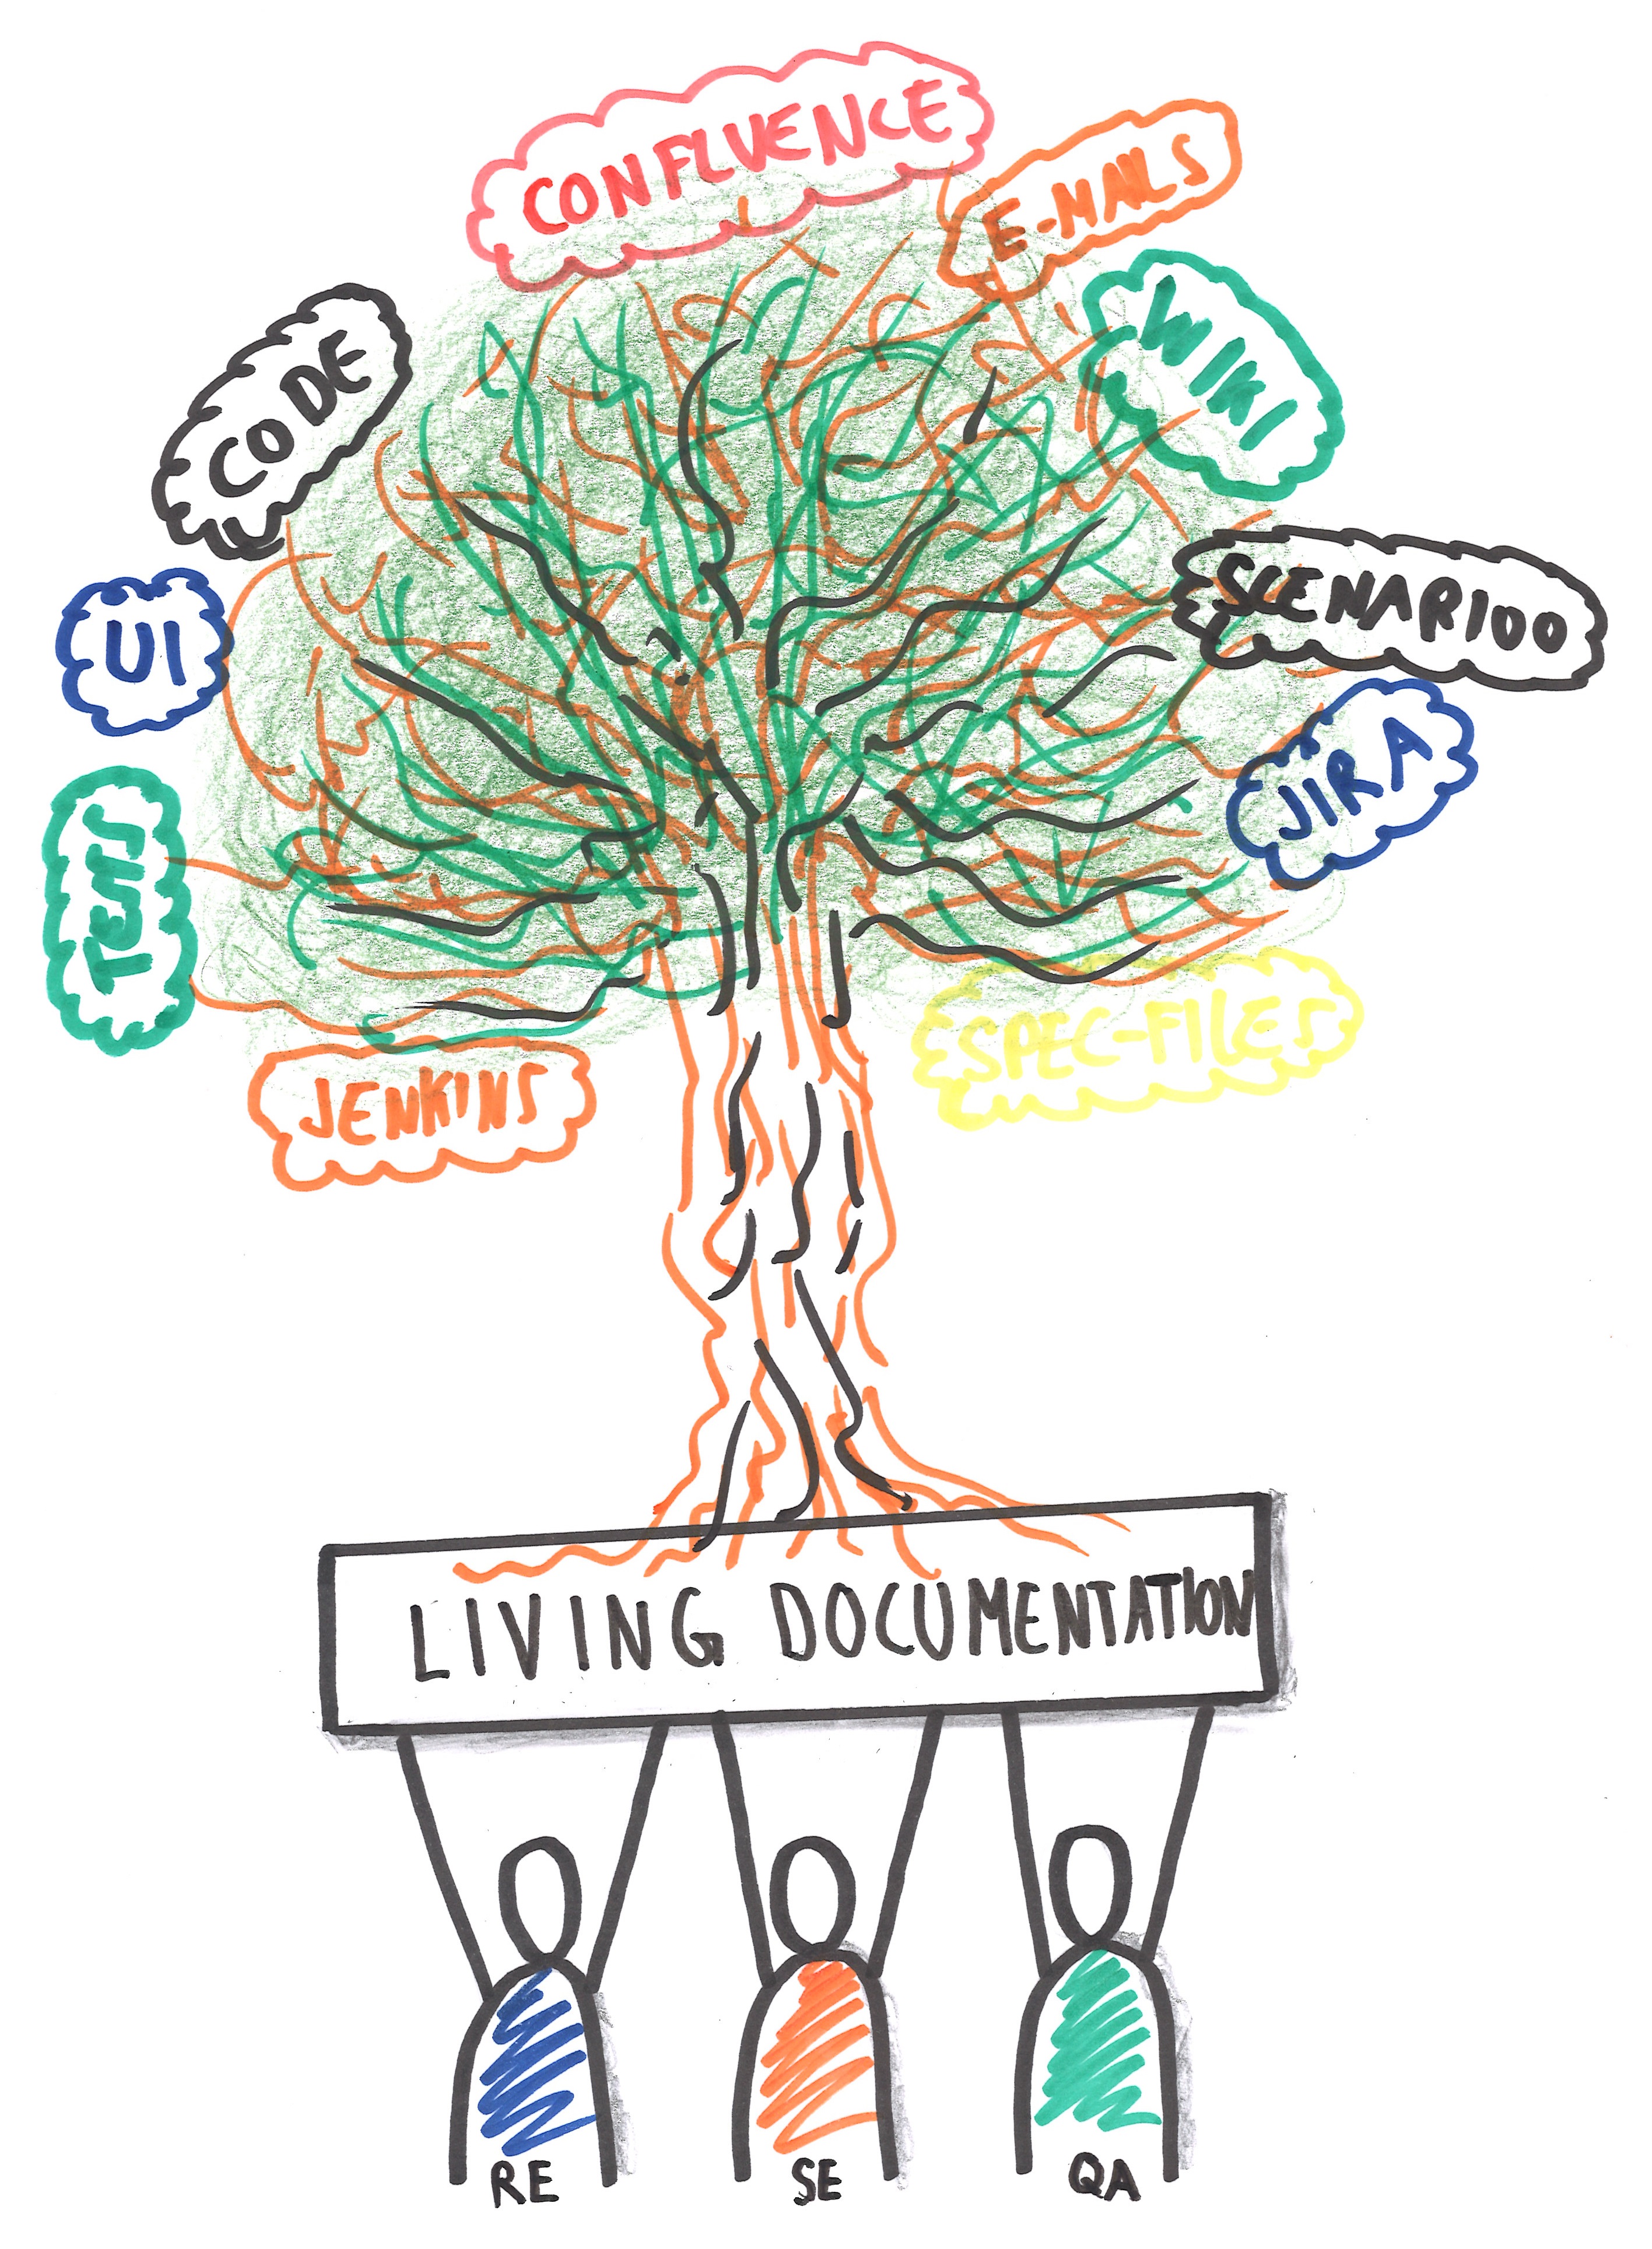 CONFLUENCE
E-MAILS
WIKI
CODE
SCENARIOO
UI
JIRA
TESTS
SPEC-FILES
JENKINS
LIVING DOCUMENTATION
RE
SE
QA